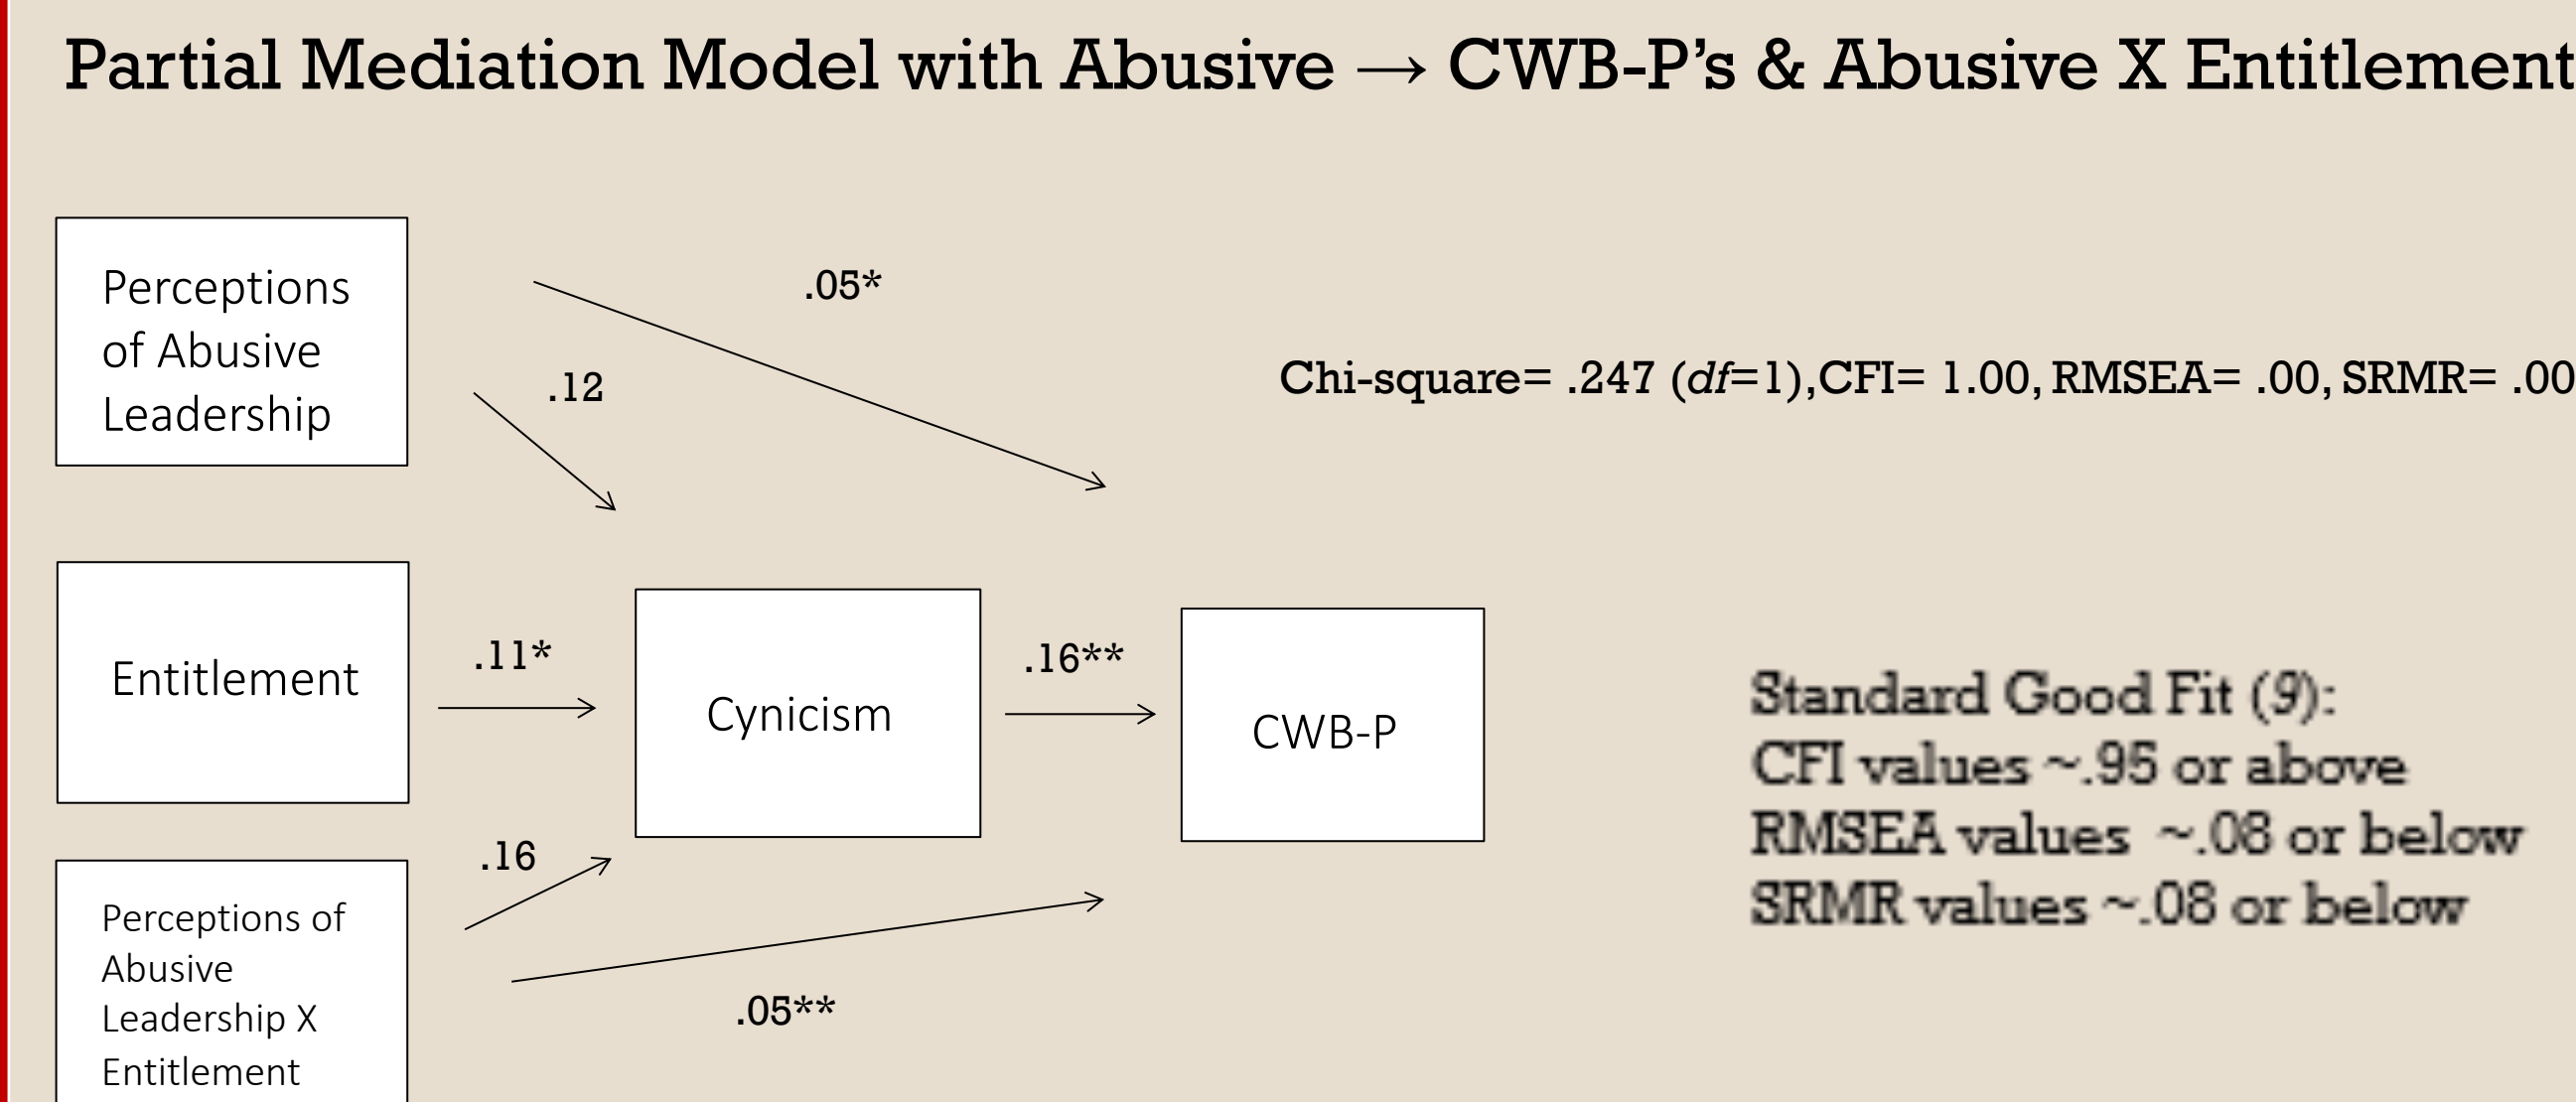 Partial Mediation Model with Abusive → CWB-P’s & Abusive X Entitlement
Perceptions
of Abusive
Leadership
.05*
.12
Chi-square= .247 (df=1),CFI= 1.00, RMSEA= .00, SRMR= .00
Entitlement
.11*
Cynicism
.16**
CWB-P
Standard Good Fit (9):
CFI values ~.95 or above
RMSEA values ~.08 or below
SRMR values ~.08 or below
.16
Perceptions of
Abusive
Leadership X
Entitlement
.05**